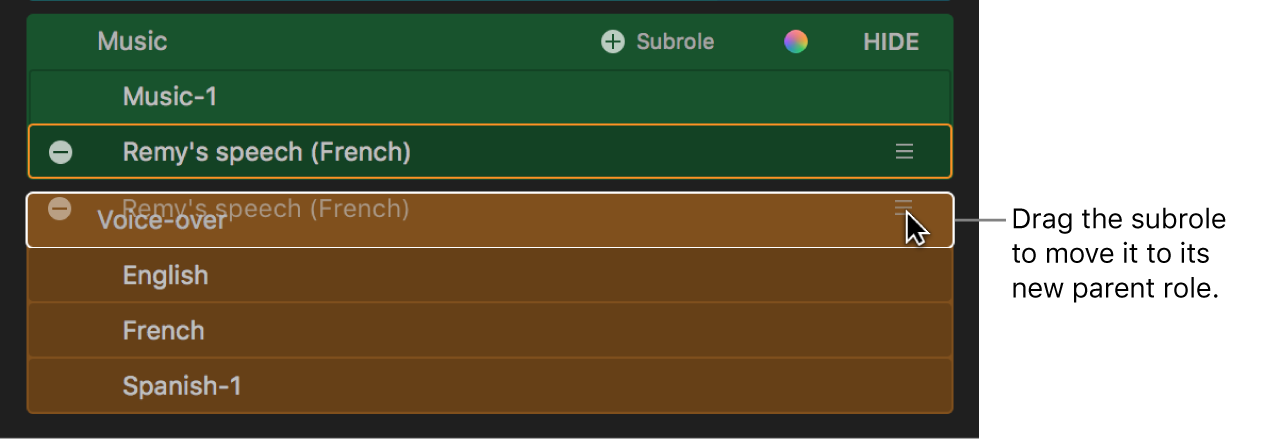 Music Subrole HIDE
Music-1
Remy's speech (French)
Remy's speech (French)
Voice-over
English
French
Spanish-1
Drag the subrole
to move it to its
new parent role.